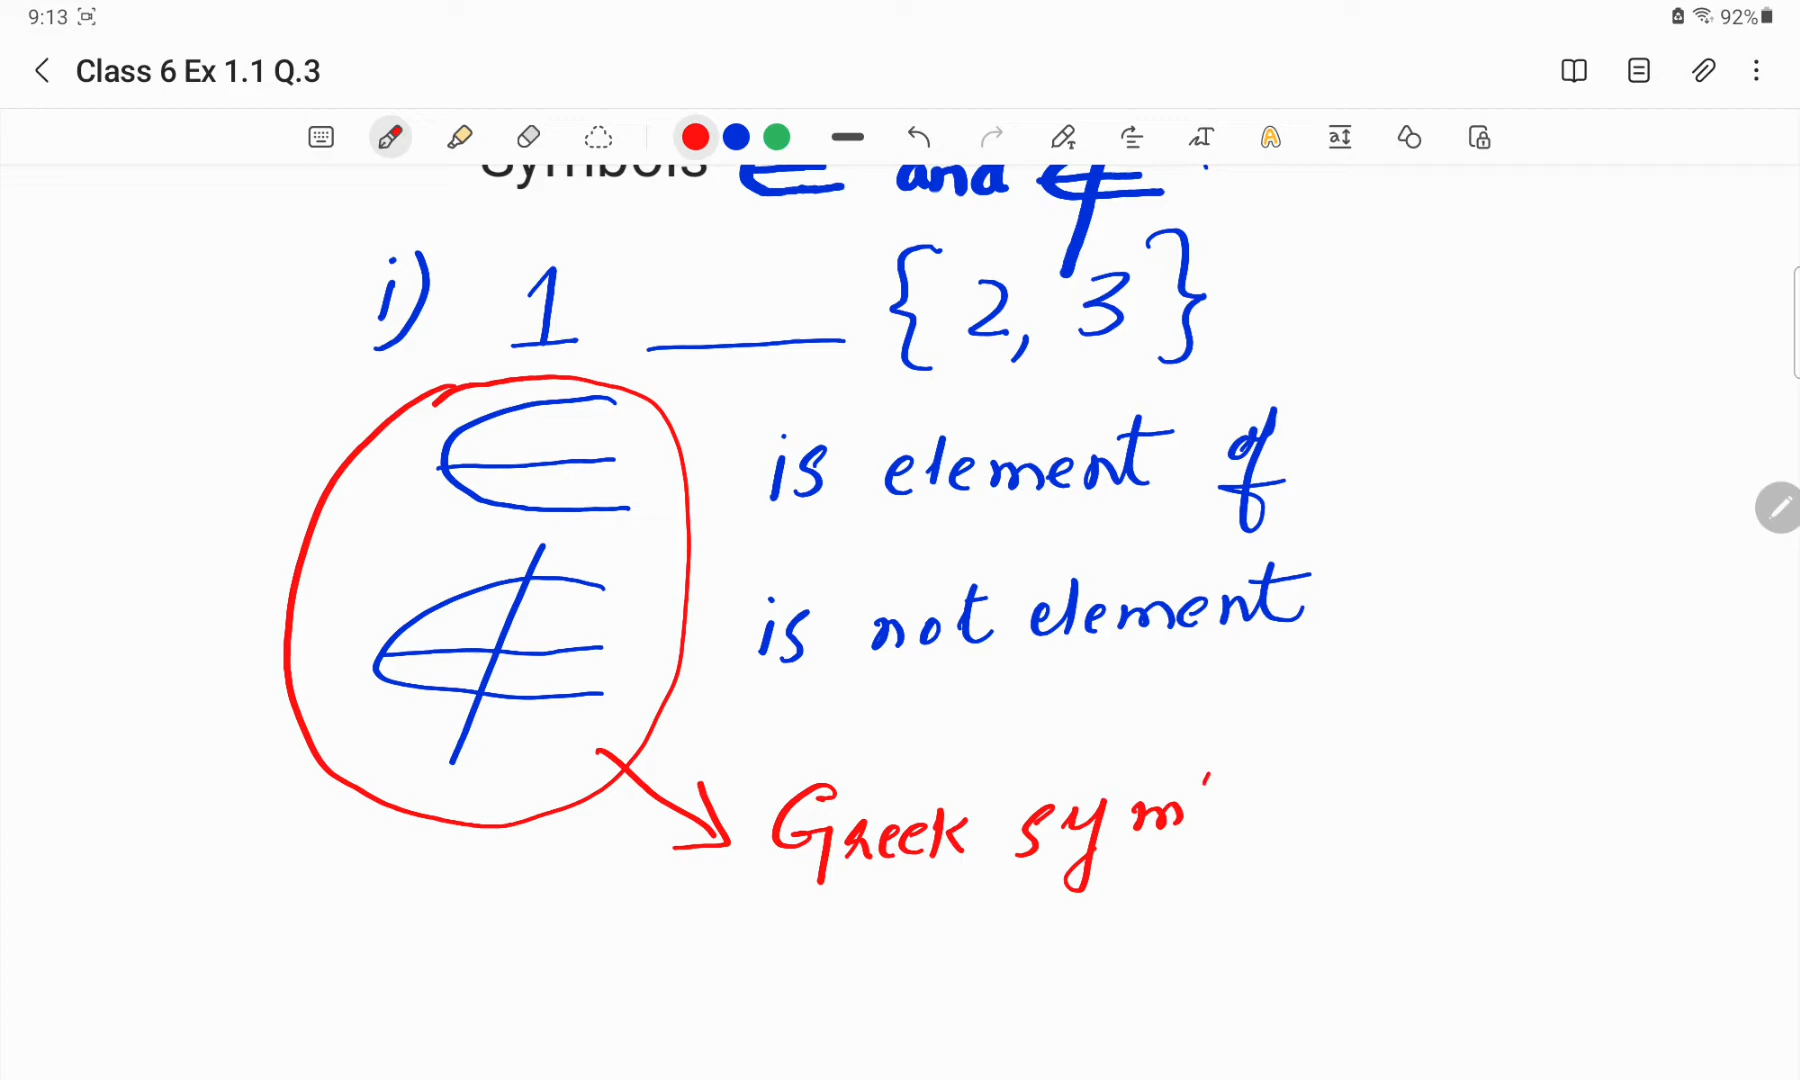 9:13 92%
Class 6 Ex 1.1 Q.3
Symbols ∈ and ∉
i) 1 ____ { 2, 3 }
∈ is element of
∉ is not element
Greek sym